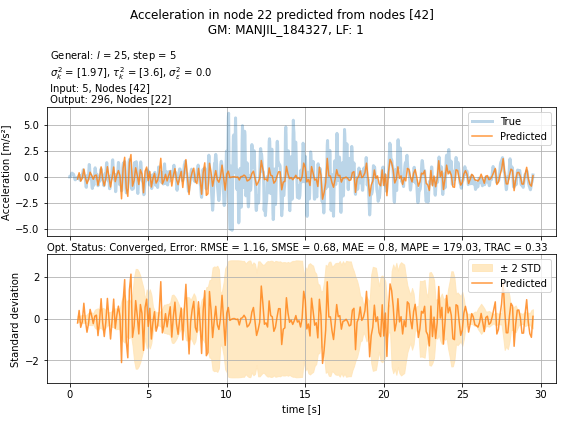 Acceleration in node 22 predicted from nodes [42]
GM: MANJIL_184327, LF: 1
General: l = 25, step = 5
σ²ₖ = [1.97], τ²ₖ = [3.6], σ²ε = 0.0
Input: 5, Nodes [42]
Output: 296, Nodes [22]
Acceleration [m/s²]
5.0
2.5
0.0
−2.5
−5.0
True
Predicted
Opt. Status: Converged, Error: RMSE = 1.16, SMSE = 0.68, MAE = 0.8, MAPE = 179.03, TRAC = 0.33
Standard deviation
2
0
−2
± 2 STD
Predicted
0 5 10 15 20 25 30
time [s]